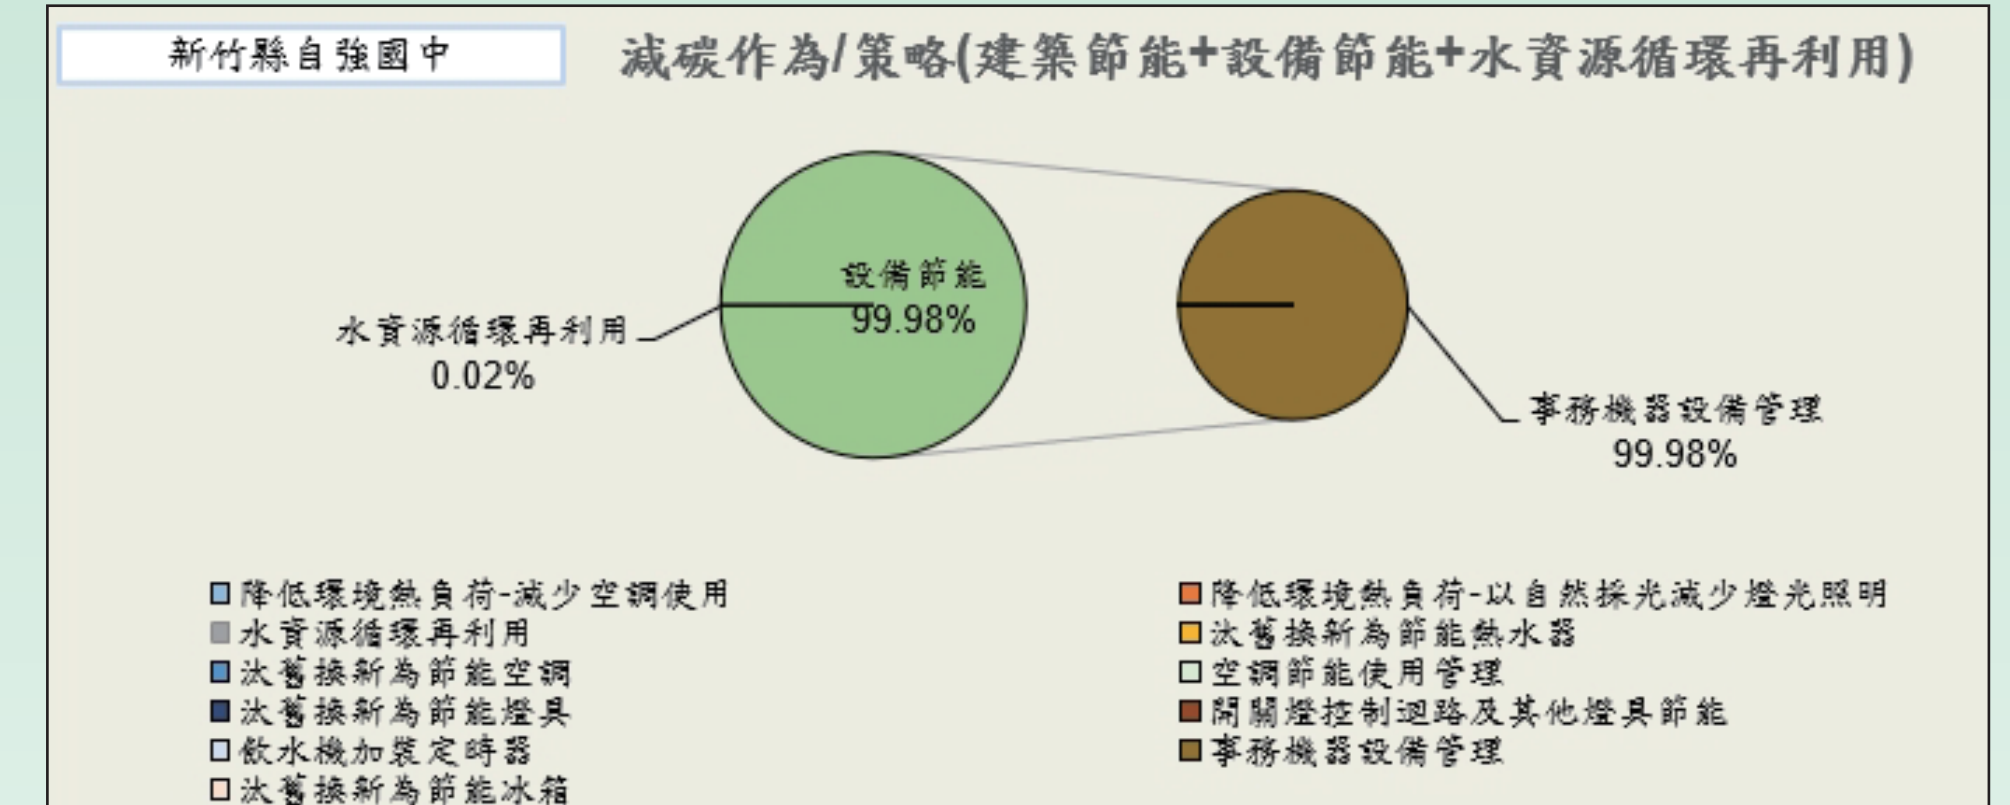 新竹縣自強國中
減碳作為/策略(建築節能+設備節能+水資源循環再利用)
設備節能
99.98%
水資源循環再利用
0.02%
事務機器設備管理
99.98%
降低環境熱負荷-減少空調使用
降低環境熱負荷-以自然採光減少燈光照明
水資源循環再利用
汰舊換新為節能熱水器
汰舊換新為節能空調
空調節能使用管理
汰舊換新為節能燈具
開關燈控制迴路及其他燈具節能
飲水機加裝定時器
事務機器設備管理
汰舊換新為節能冰箱